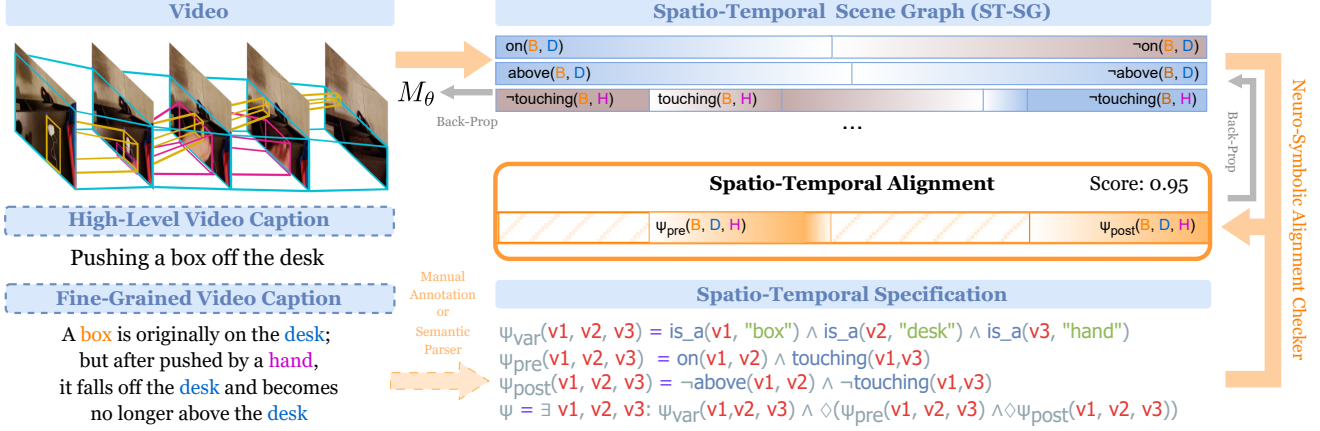 Video
High-Level Video Caption
Pushing a box off the desk
Fine-Grained Video Caption
A box is originally on the desk;
but after pushed by a hand,
it falls off the desk and becomes
no longer above the desk
M_θ
Back-Prop
Manual
Annotation
or
Semantic
Parser
Spatio-Temporal Scene Graph (ST-SG)
on(B, D) ¬on(B, D)
above(B, D) ¬above(B, D)
¬touching(B, H) touching(B, H) ¬touching(B, H)
...
Spatio-Temporal Alignment Score: 0.95
ψpre(B, D, H) ψpost(B, D, H)
Spatio-Temporal Specification
ψvar(v1, v2, v3) = is_a(v1, "box") ∧ is_a(v2, "desk") ∧ is_a(v3, "hand")
ψpre(v1, v2, v3) = on(v1, v2) ∧ touching(v1,v3)
ψpost(v1, v2, v3) = ¬above(v1, v2) ∧ ¬touching(v1,v3)
ψ = ∃ v1, v2, v3: ψvar(v1,v2, v3) ∧ ◊(ψpre(v1, v2, v3) ∧◊ψpost(v1, v2, v3))
Back-Prop
Neuro-Symbolic Alignment Checker